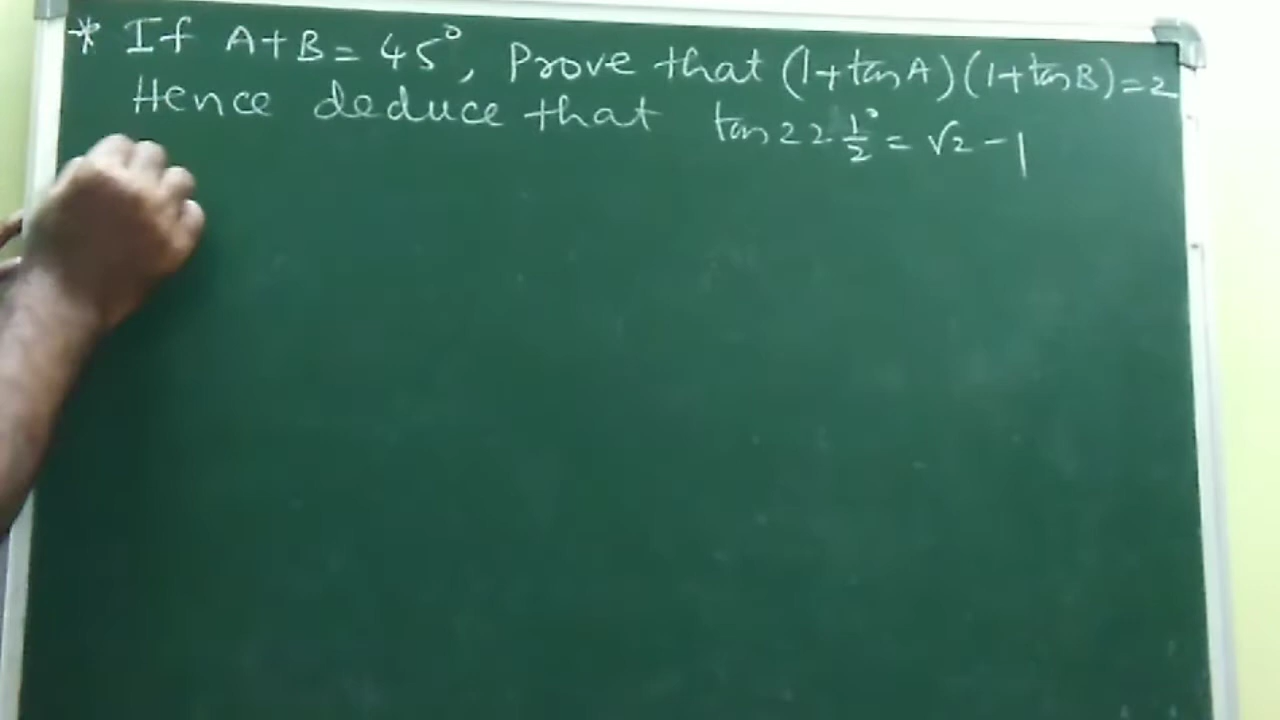 * If A+B = 45°, Prove that (1+tan A)(1+tan B) = 2
Hence deduce that tan 22 1/2° = √2 - 1